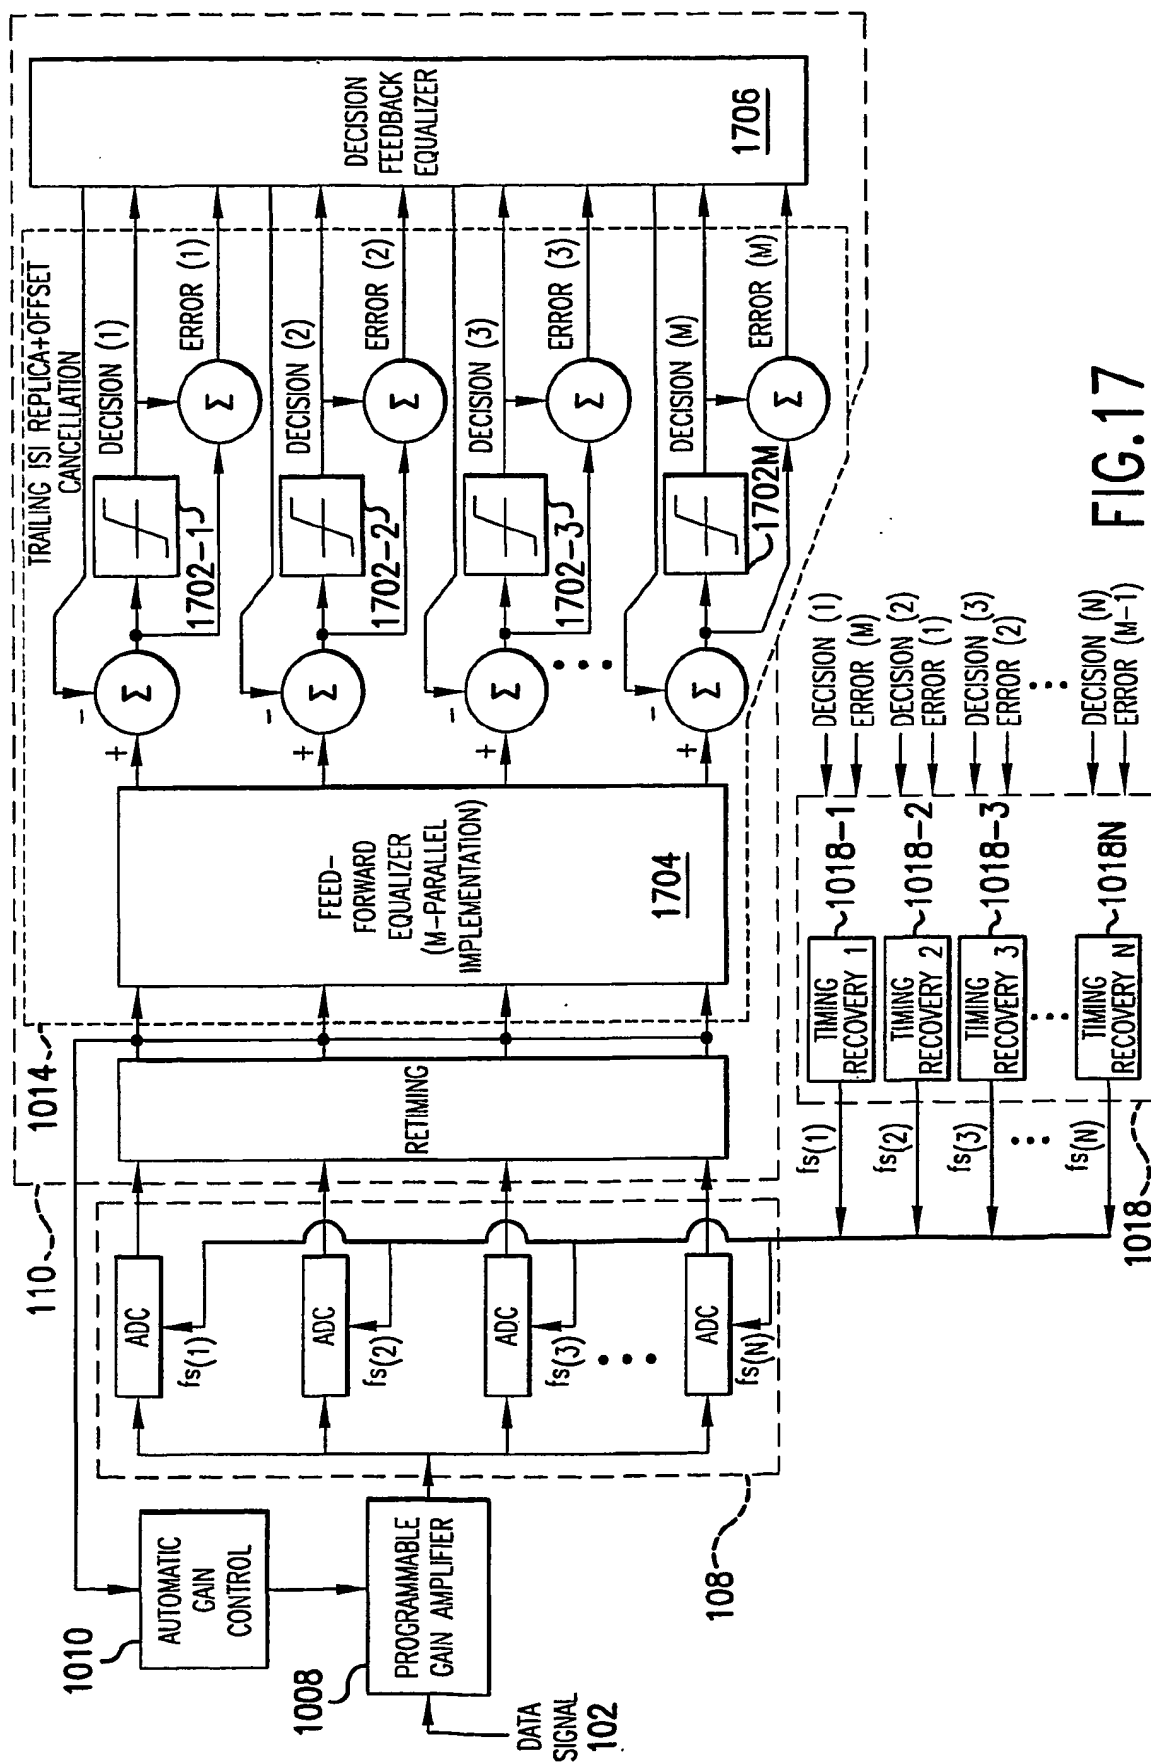 110
1014
1010
AUTOMATIC
GAIN
CONTROL
1008
PROGRAMMABLE
GAIN AMPLIFIER
DATA
SIGNAL
102
108
ADC
fs(1)
ADC
fs(2)
ADC
fs(3)
• • •
ADC
fs(N)
RETIMING
FEED-
FORWARD
EQUALIZER
(M-PARALLEL
IMPLEMENTATION)
1704
TRAILING ISI REPLICA+OFFSET
CANCELLATION
+
-
Σ
1702-1
DECISION (1)
Σ
ERROR (1)
+
-
Σ
1702-2
DECISION (2)
Σ
ERROR (2)
+
-
Σ
1702-3
DECISION (3)
Σ
ERROR (3)
• • •
+
-
Σ
1702M
DECISION (M)
Σ
ERROR (M)
DECISION
FEEDBACK
EQUALIZER
1706
1018
fs(1)
TIMING
RECOVERY 1
1018-1
DECISION (1)
ERROR (M)
fs(2)
TIMING
RECOVERY 2
1018-2
DECISION (2)
ERROR (1)
fs(3)
TIMING
RECOVERY 3
1018-3
DECISION (3)
ERROR (2)
• • •
• • •
• • •
fs(N)
TIMING
RECOVERY N
1018N
DECISION (N)
ERROR (M-1)
FIG.17